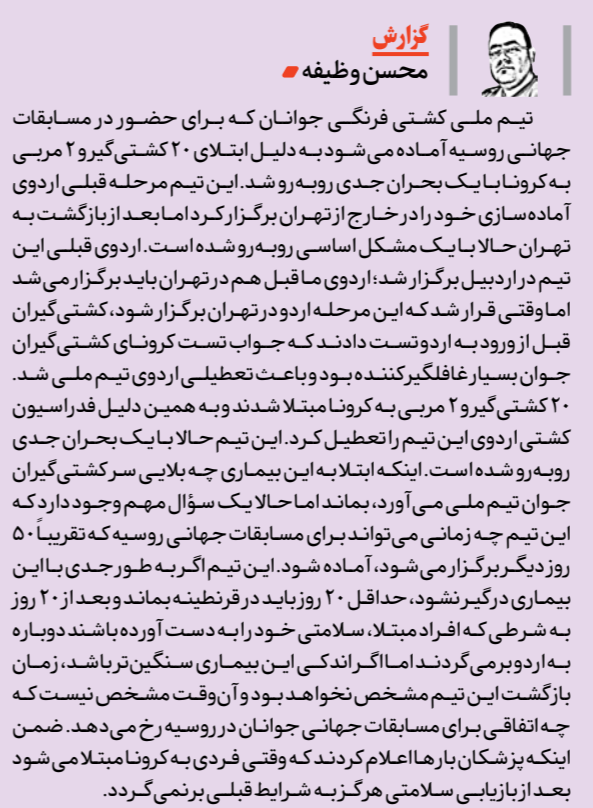 گزارش
محسن وظیفه
تیم ملی کشتی فرنگی جوانان که برای حضور در مسابقات
جهانی روسیه آماده می‌شود به دلیل ابتلای ۲۰ کشتی‌گیر و ۲ مربی
به کرونا با یک بحران جدی روبه‌رو شد. این تیم مرحله قبلی اردوی
آماده‌سازی خود را در خارج از تهران برگزار کرد اما بعد از بازگشت به
تهران حالا با یک مشکل اساسی روبه‌رو شده است. اردوی قبلی این
تیم در اردبیل برگزار شد؛ اردوی ماقبل هم در تهران باید برگزار می‌شد
اما وقتی قرار شد که این مرحله اردو در تهران برگزار شود، کشتی‌گیران
قبل از ورود به اردو تست دادند که جواب تست کرونای کشتی‌گیران
جوان بسیار غافلگیرکننده بود و باعث تعطیلی اردوی تیم ملی شد.
۲۰ کشتی‌گیر و ۲ مربی به کرونا مبتلا شدند و به همین دلیل فدراسیون
کشتی اردوی این تیم را تعطیل کرد. این تیم حالا با یک بحران جدی
روبه‌رو شده است. اینکه ابتلا به این بیماری چه بلایی سر کشتی‌گیران
جوان تیم ملی می‌آورد، بماند اما حالا یک سؤال مهم وجود دارد که
این تیم چه زمانی می‌تواند برای مسابقات جهانی روسیه که تقریباً ۵۰
روز دیگر برگزار می‌شود، آماده شود. این تیم اگر به طور جدی با این
بیماری درگیر نشود، حداقل ۲۰ روز باید در قرنطینه بماند و بعد از ۲۰ روز
به شرطی که افراد مبتلا، سلامتی خود را به دست آورده باشند دوباره
به اردو برمی‌گردند اما اگر اندکی این بیماری سنگین‌تر باشد، زمان
بازگشت این تیم مشخص نخواهد بود و آن‌وقت مشخص نیست که
چه اتفاقی برای مسابقات جهانی جوانان در روسیه رخ می‌دهد. ضمن
اینکه پزشکان بارها اعلام کردند که وقتی فردی به کرونا مبتلا می‌شود
بعد از بازیابی سلامتی هرگز به شرایط قبلی برنمی‌گردد.